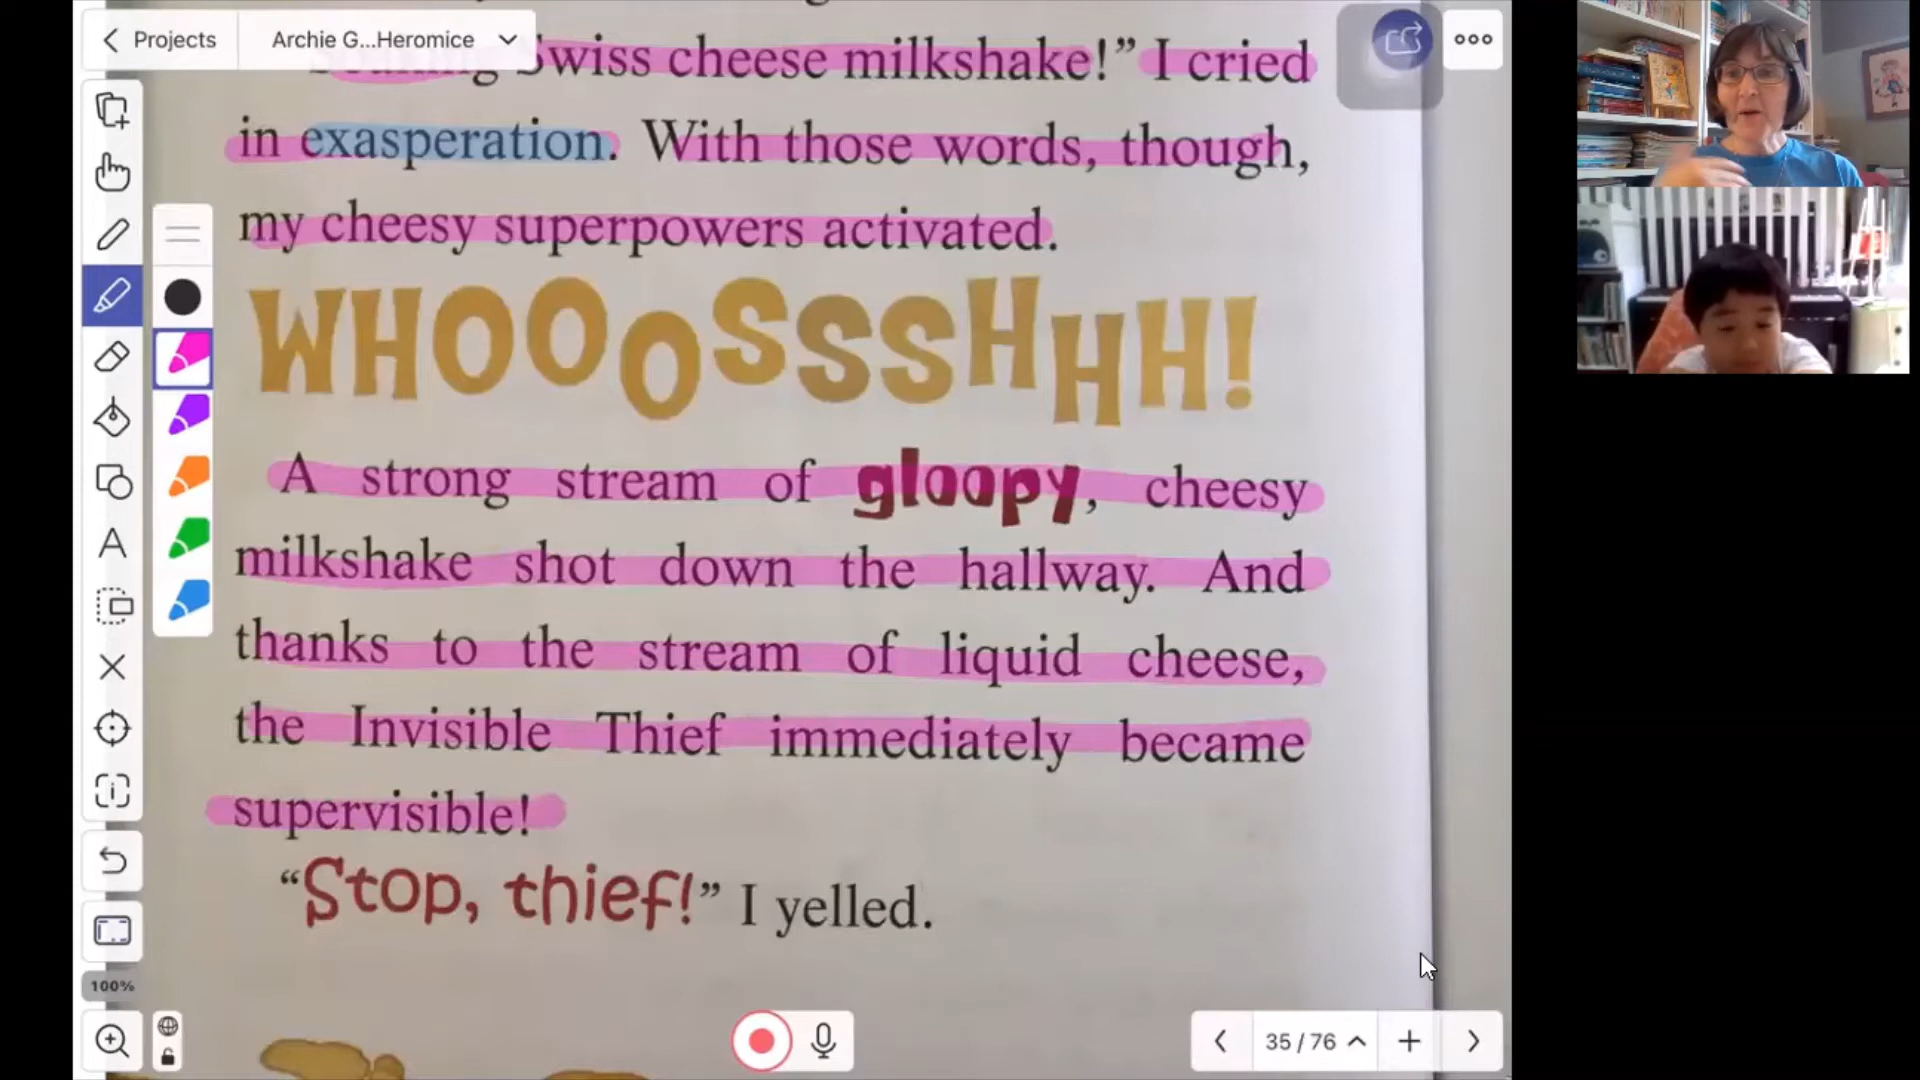 Projects
Archie G...Heromice
Swiss cheese milkshake!” I cried
in exasperation. With those words, though,
my cheesy superpowers activated.
WHOOOSSSHHH!
A strong stream of gloopy, cheesy
milkshake shot down the hallway. And
thanks to the stream of liquid cheese,
the Invisible Thief immediately became
supervisible!
“Stop, thief!” I yelled.
100%
35 / 76